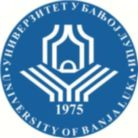 УНИВЕРЗИТЕТ У БАЊОЈ ЛУЦИ
UNIVERSITY OF BANJA LUKA
1975